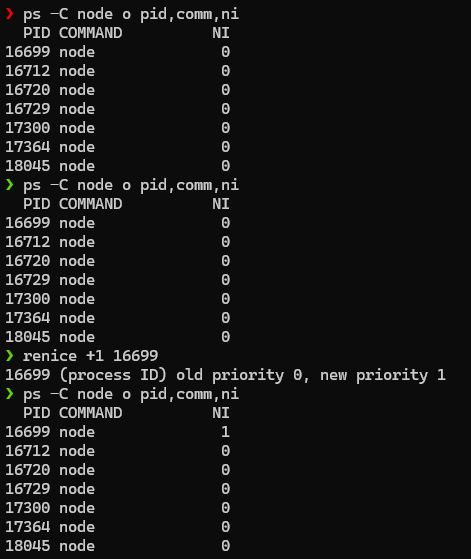 ❯ ps -C node o pid,comm,ni
  PID COMMAND          NI
16699 node              0
16712 node              0
16720 node              0
16729 node              0
17300 node              0
17364 node              0
18045 node              0
❯ ps -C node o pid,comm,ni
  PID COMMAND          NI
16699 node              0
16712 node              0
16720 node              0
16729 node              0
17300 node              0
17364 node              0
18045 node              0
❯ renice +1 16699
16699 (process ID) old priority 0, new priority 1
❯ ps -C node o pid,comm,ni
  PID COMMAND          NI
16699 node              1
16712 node              0
16720 node              0
16729 node              0
17300 node              0
17364 node              0
18045 node              0